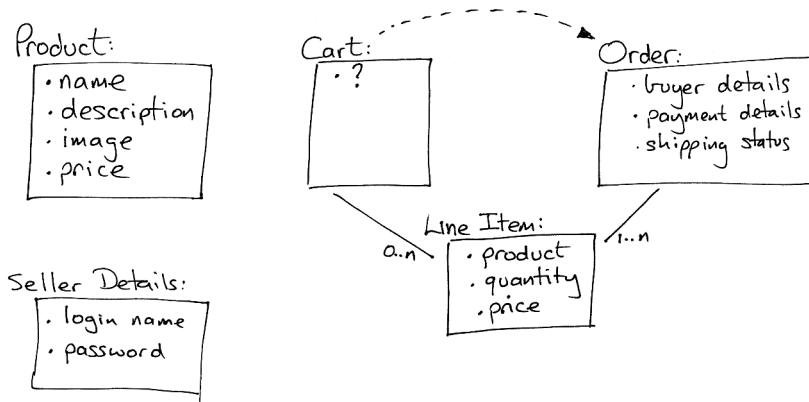 Product:
· name
· description
· image
· price
Cart:
· ?
Order:
· buyer details
· payment details
· shipping status
Line Item:
· product
· quantity
· price
0..n
1..n
Seller Details:
· login name
· password